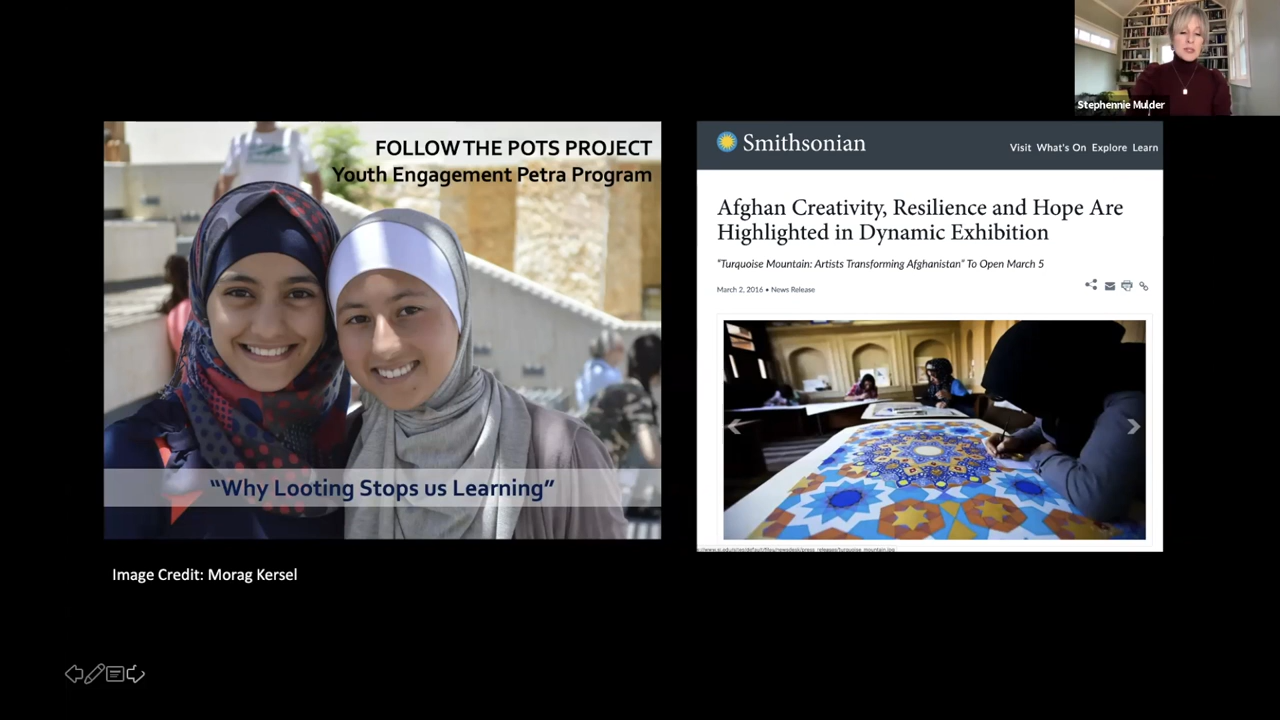 Stephennie Mulder
FOLLOW THE POTS PROJECT
Youth Engagement Petra Program
“Why Looting Stops us Learning”
Image Credit: Morag Kersel
Smithsonian
Visit What's On Explore Learn
Afghan Creativity, Resilience and Hope Are
Highlighted in Dynamic Exhibition
“Turquoise Mountain: Artists Transforming Afghanistan” To Open March 5
March 2, 2016 • News Release